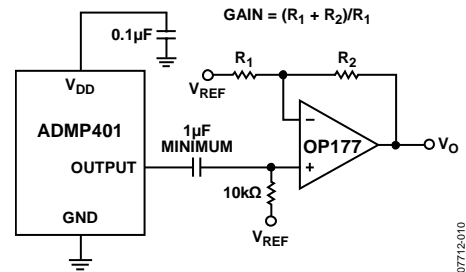 GAIN = (R1 + R2)/R1
0.1µF
VDD
ADMP401
OUTPUT
GND
1µF
MINIMUM
10kΩ
VREF
VREF
R1
R2
−
+
OP177
VO
07712-010